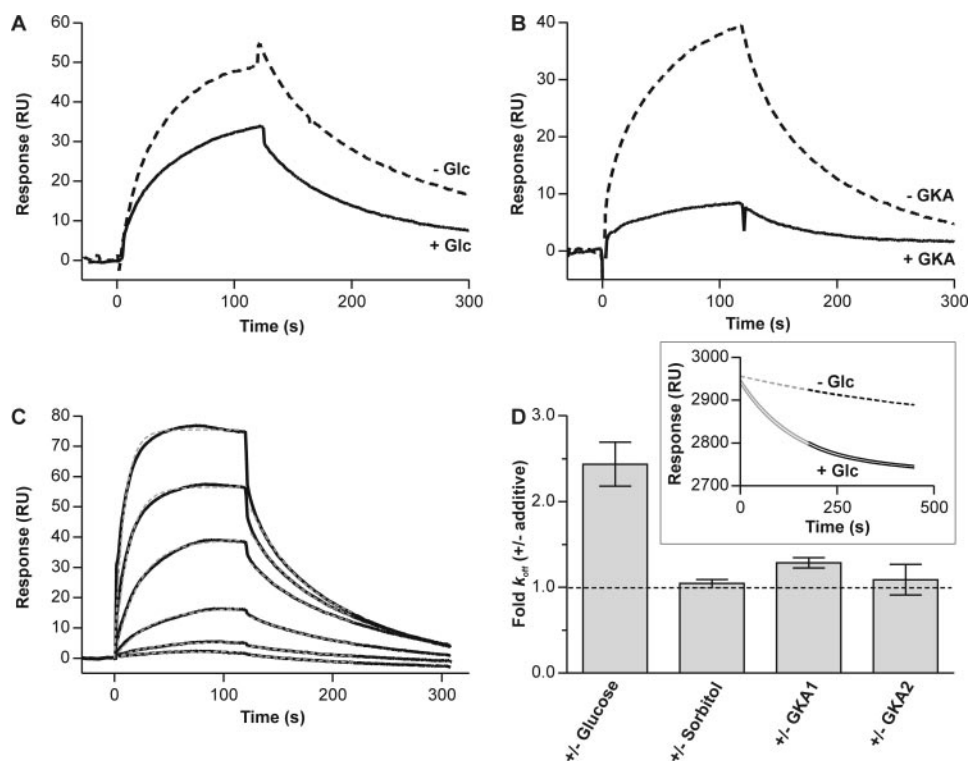 A
Response (RU)
60
50
40
30
20
10
0
- Glc
+ Glc
0
100
200
300
Time (s)
B
Response (RU)
40
30
20
10
0
- GKA
+ GKA
0
100
200
300
Time (s)
C
Response (RU)
80
70
60
50
40
30
20
10
0
0
100
200
300
Time (s)
D
Fold koff (+/- additive)
3.0
2.0
1.0
0.0
+/- Glucose
+/- Sorbitol
+/- GKA1
+/- GKA2
Response (RU)
3000
2900
2800
2700
- Glc
+ Glc
0
250
500
Time (s)